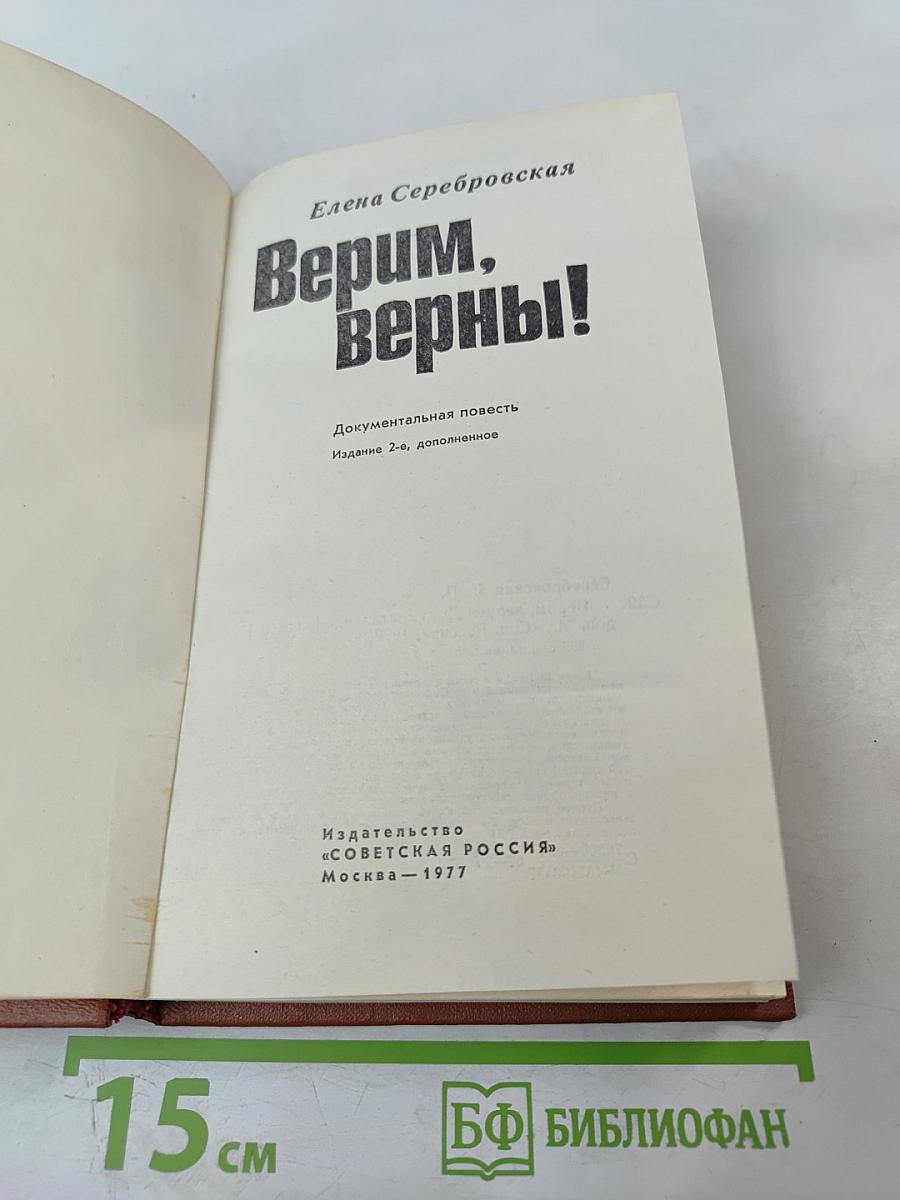 Елена Серебровская
Верим,
верны!
Документальная повесть
Издание 2-е, дополненное
Издательство
«СОВЕТСКАЯ РОССИЯ»
Москва — 1977
15 см
БФ БИБЛИОФАН